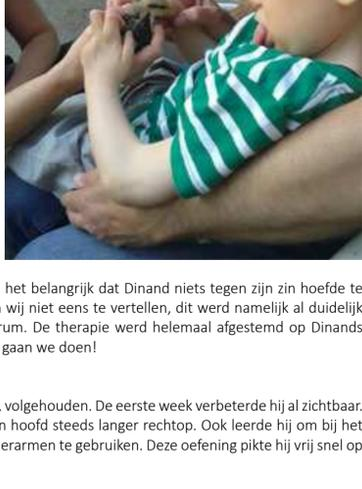 het belangrijk dat Dinand niets tegen zijn zin hoefde te
wij niet eens te vertellen, dit werd namelijk al duidelijk
rum. De therapie werd helemaal afgestemd op Dinands
gaan we doen!
volgehouden. De eerste week verbeterde hij al zichtbaar.
n hoofd steeds langer rechtop. Ook leerde hij om bij het
erarmen te gebruiken. Deze oefening pikte hij vrij snel op